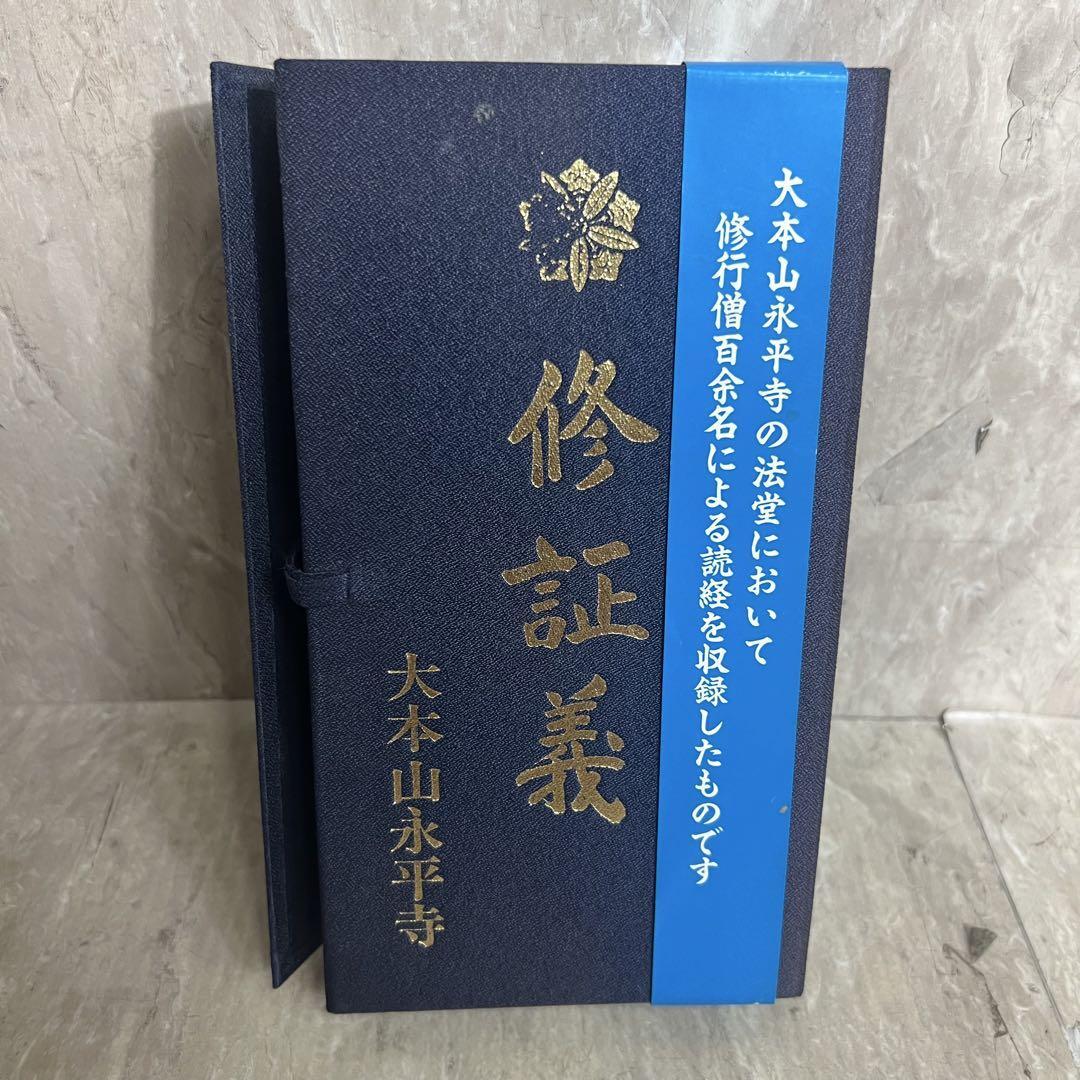 大本山永平寺の法堂において
修行僧百余名による読経を収録したものです
修証義
大本山永平寺